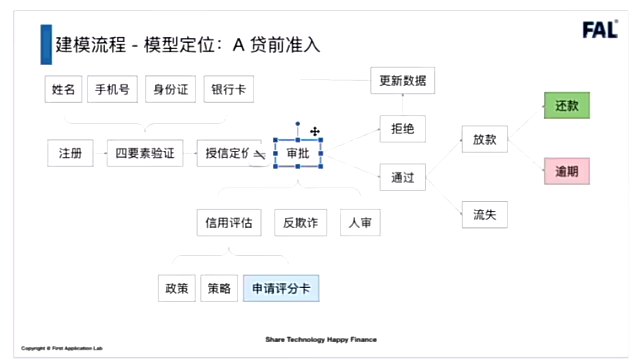 FAL
建模流程 - 模型定位：A 贷前准入
姓名
手机号
身份证
银行卡
更新数据
还款
注册
四要素验证
授信定价
审批
拒绝
放款
通过
逾期
信用评估
反欺诈
人审
流失
政策
策略
申请评分卡
Share Technology Happy Finance
Copyright © First Application Lab